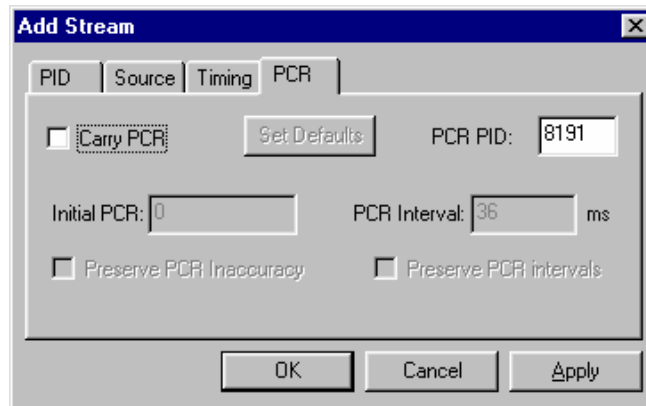 Add Stream
PID Source Timing PCR
Carry PCR Set Defaults PCR PID: 8191
Initial PCR: 0 PCR Interval: 36 ms
Preserve PCR Inaccuracy Preserve PCR intervals
OK Cancel Apply